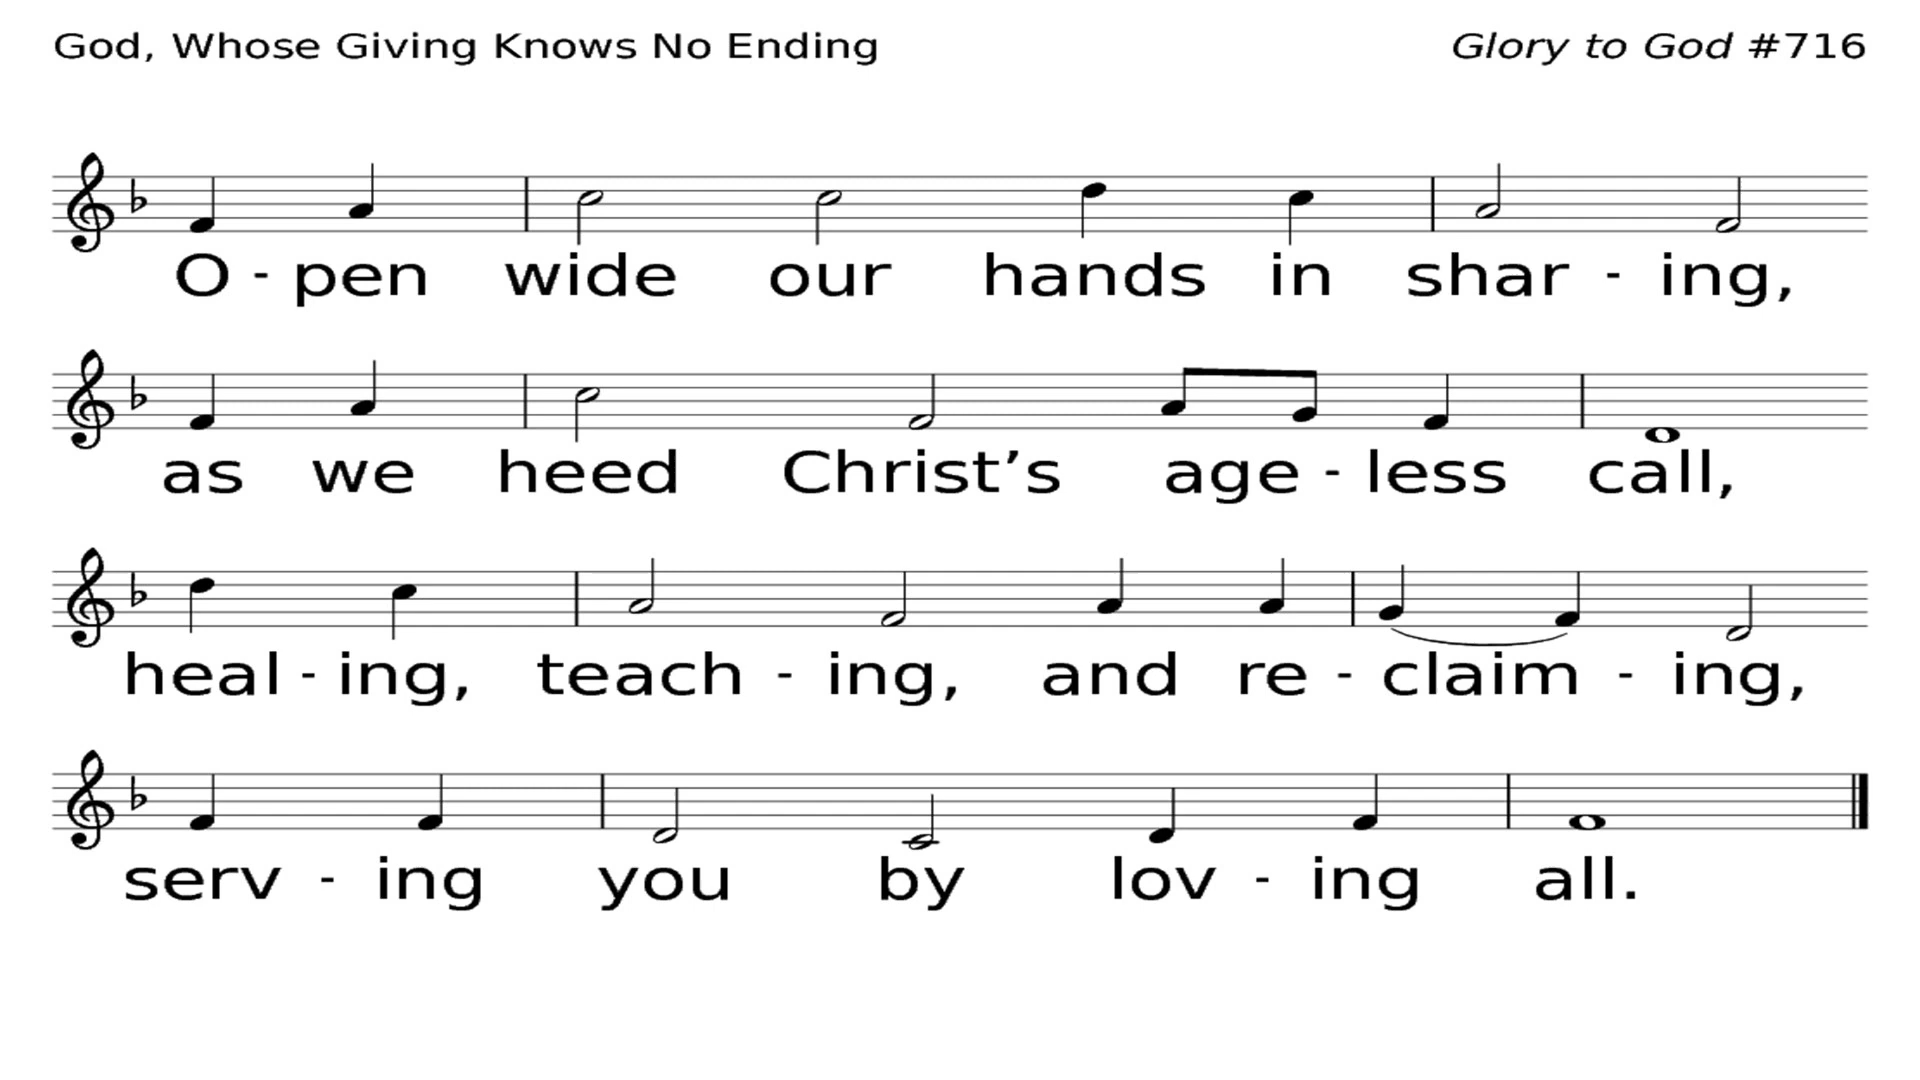 God, Whose Giving Knows No Ending
Glory to God #716
O - pen wide our hands in shar - ing,
as we heed Christ’s age - less call,
heal - ing, teach - ing, and re - claim - ing,
serv - ing you by lov - ing all.